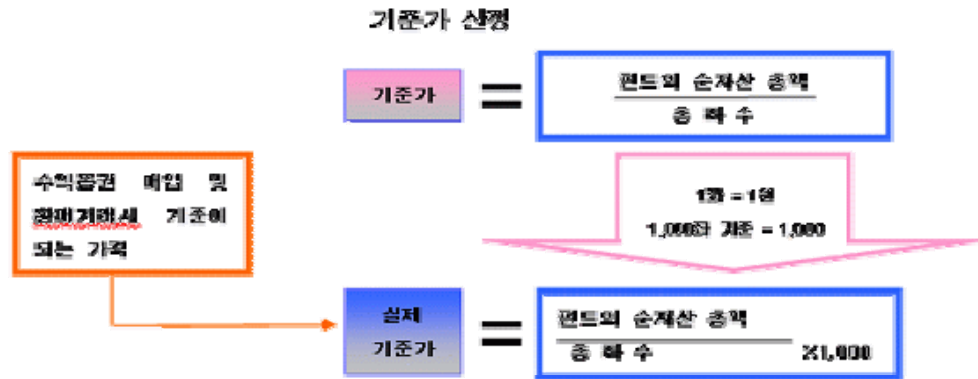 기준가 산정
기준가
펀드의 순자산 총액
총 좌 수
수익증권 매입 및
환매거래시 기준이
되는 가격
1좌 = 1원
1,000좌 기준 = 1,000
실제
기준가
펀드의 순자산 총액
총 좌 수 X1,000